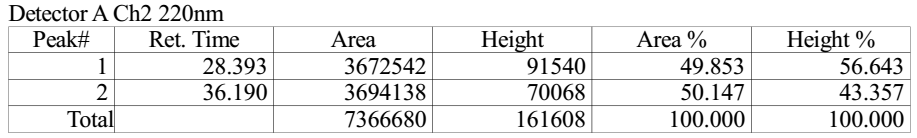 Detector A Ch2 220nm
Peak# Ret. Time Area Height Area % Height %
1 28.393 3672542 91540 49.853 56.643
2 36.190 3694138 70068 50.147 43.357
Total 7366680 161608 100.000 100.000